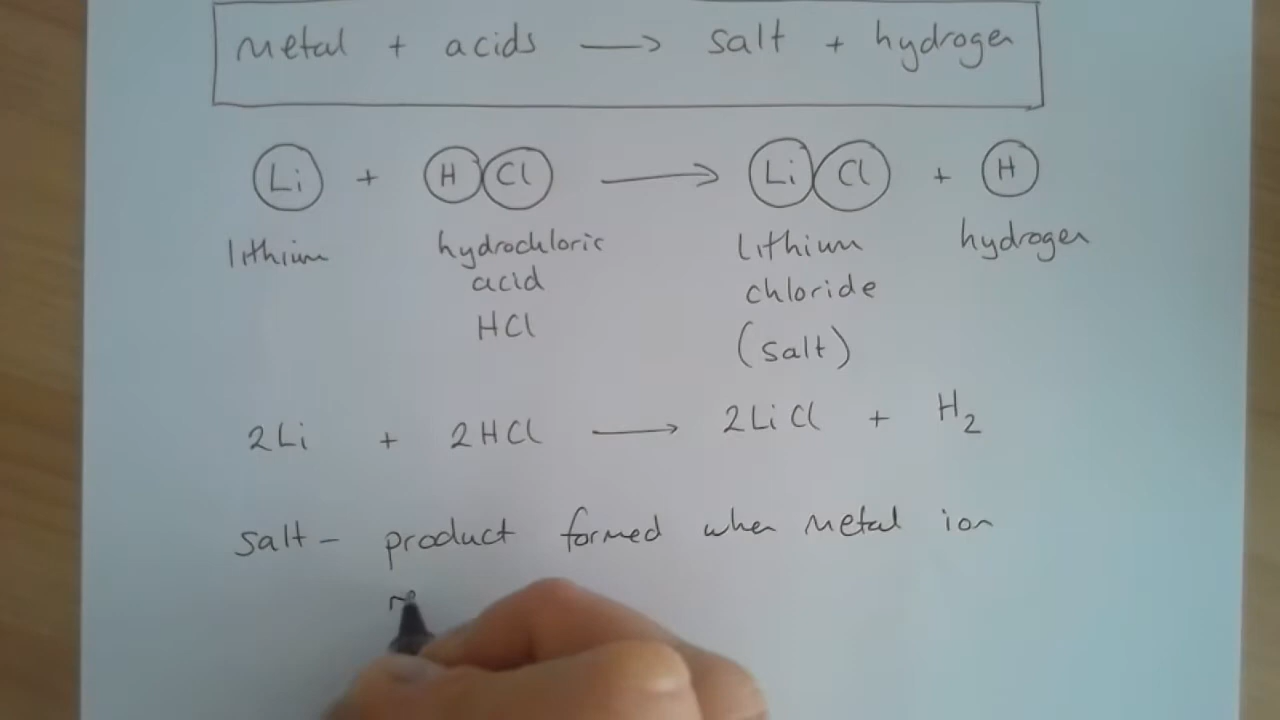 metal + acids → salt + hydrogen
Li + H Cl → Li Cl + H
lithium hydrochloric lithium hydrogen
acid chloride
HCl (salt)
2Li + 2HCl → 2LiCl + H₂
salt - product formed when metal ion